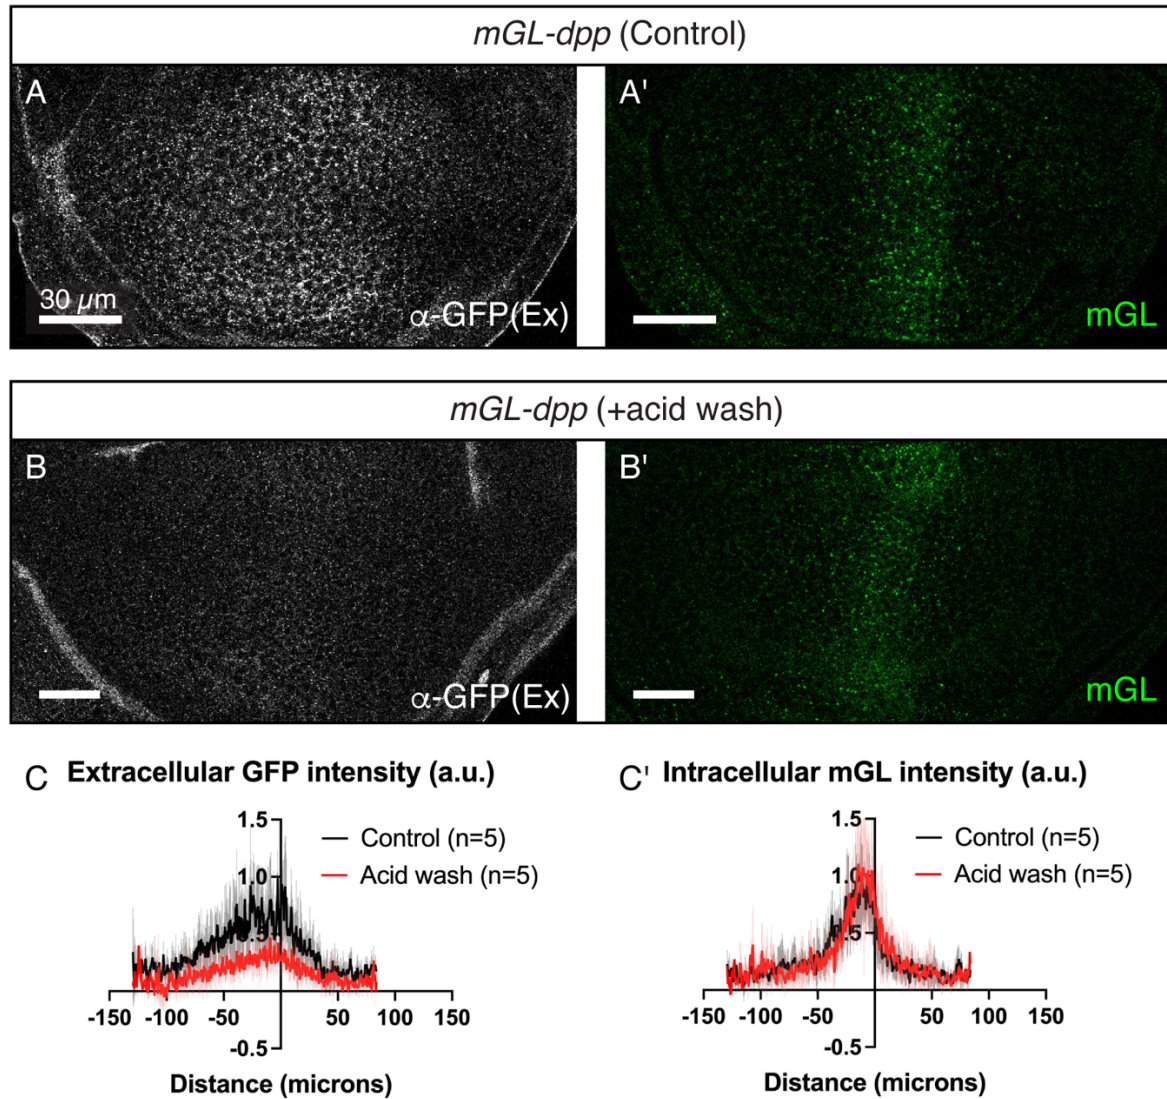 mGL-dpp (Control)
A
30 µm
α-GFP(Ex)
A'
mGL
mGL-dpp (+acid wash)
B
α-GFP(Ex)
B'
mGL
C Extracellular GFP intensity (a.u.)
1.5
Control (n=5)
1.0
Acid wash (n=5)
0.5
-150 -100 -50 50 100 150
-0.5
Distance (microns)
C' Intracellular mGL intensity (a.u.)
1.5
Control (n=5)
1.0
Acid wash (n=5)
0.5
-150 -100 -50 50 100 150
-0.5
Distance (microns)